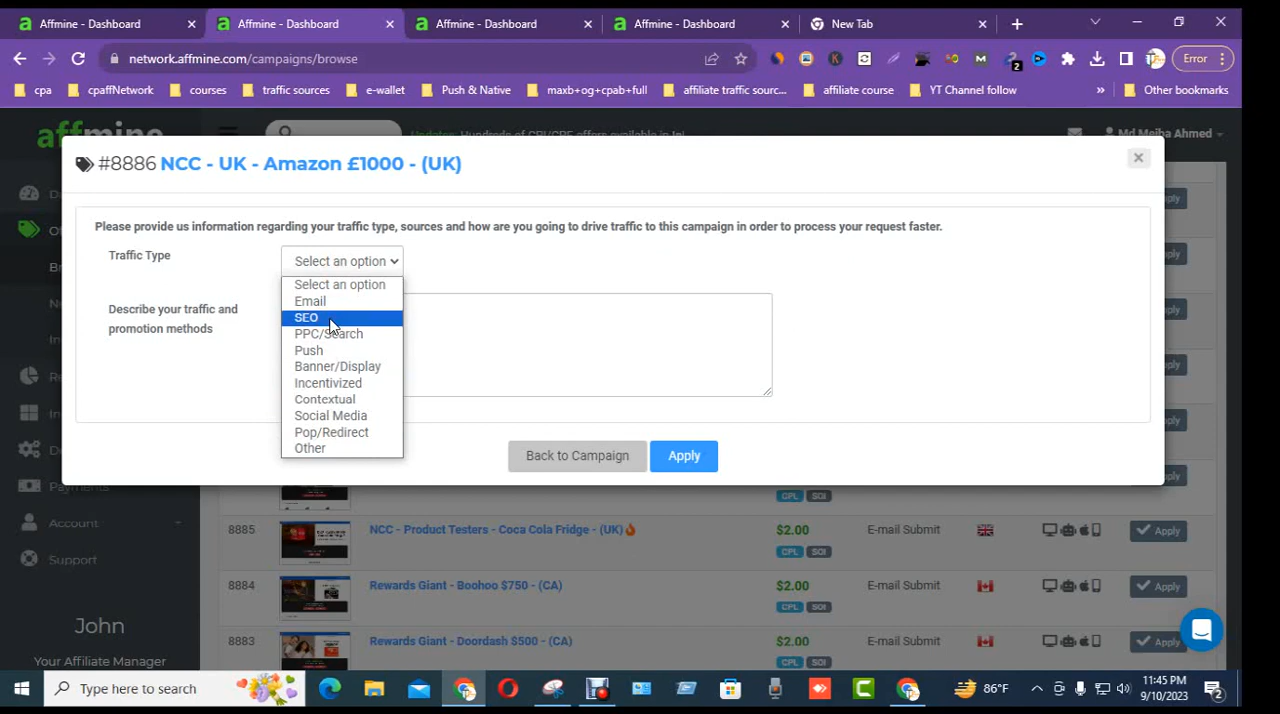 Affmine - Dashboard
Affmine - Dashboard
Affmine - Dashboard
Affmine - Dashboard
New Tab
network.affmine.com/campaigns/browse
2
Error
cpa
cpaffNetwork
courses
traffic sources
e-wallet
Push & Native
maxb+og+cpab+full
affiliate traffic sourc...
affiliate course
YT Channel follow
»
Other bookmarks
affmine
Md Meiba Ahmed
#8886 NCC - UK - Amazon £1000 - (UK)
Please provide us information regarding your traffic type, sources and how are you going to drive traffic to this campaign in order to process your request faster.
Traffic Type
Select an option
Select an option
Email
SEO
PPC/Search
Push
Banner/Display
Incentivized
Contextual
Social Media
Pop/Redirect
Other
Describe your traffic and
promotion methods
Back to Campaign
Apply
CPL SOI
8885 NCC - Product Testers - Coca Cola Fridge - (UK) $2.00 E-mail Submit Apply
CPL SOI
8884 Rewards Giant - Boohoo $750 - (CA) $2.00 E-mail Submit Apply
CPL SOI
8883 Rewards Giant - Doordash $500 - (CA) $2.00 E-mail Submit Apply
CPL SOI
Payments
Account
Support
John
Your Affiliate Manager
Type here to search
86°F
11:45 PM
9/10/2023
2